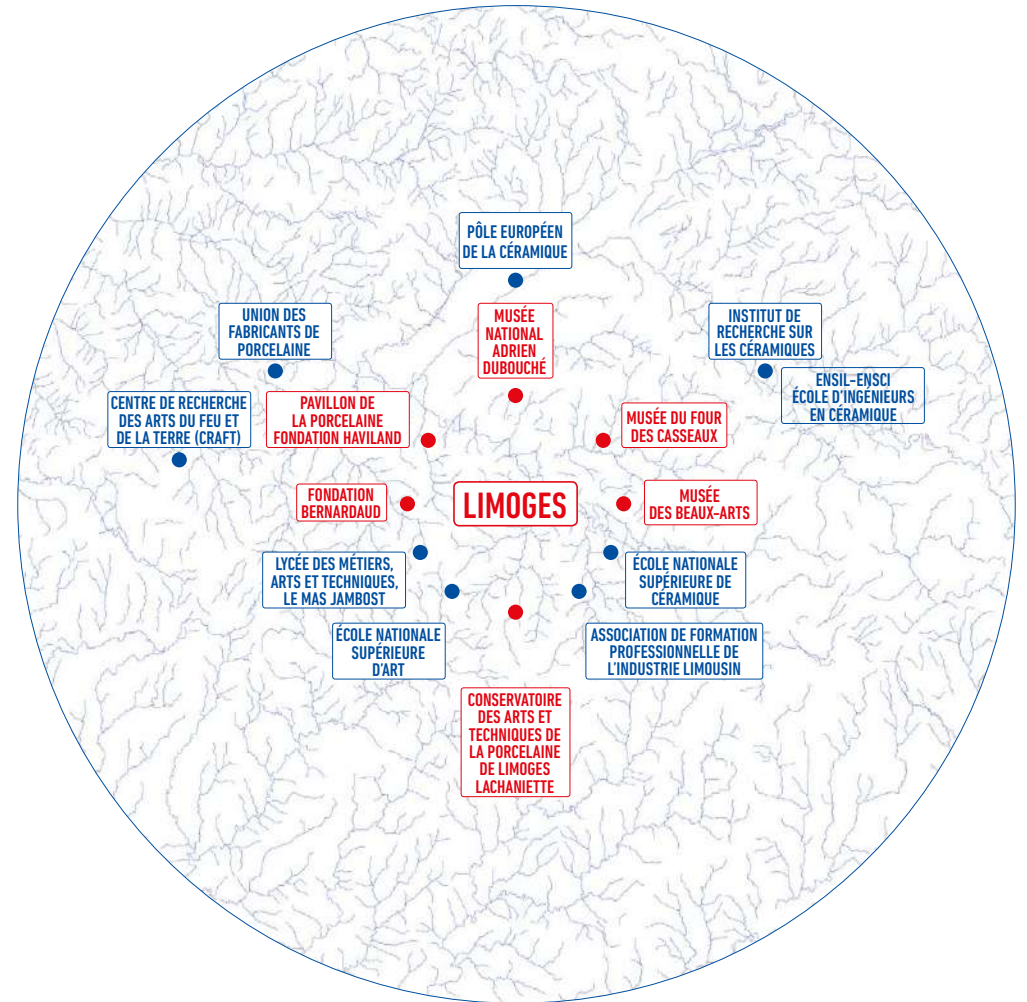 PÔLE EUROPÉEN
DE LA CÉRAMIQUE
UNION DES
FABRICANTS DE
PORCELAINE
MUSÉE
NATIONAL
ADRIEN
DUBOUCHÉ
INSTITUT DE
RECHERCHE SUR
LES CÉRAMIQUES
ENSIL-ENSCI
ÉCOLE D'INGÉNIEURS
EN CÉRAMIQUE
CENTRE DE RECHERCHE
DES ARTS DU FEU ET
DE LA TERRE (CRAFT)
PAVILLON DE
LA PORCELAINE
FONDATION HAVILAND
MUSÉE DU FOUR
DES CASSEAUX
FONDATION
BERNARDAUD
LIMOGES
MUSÉE
DES BEAUX-ARTS
LYCÉE DES MÉTIERS,
ARTS ET TECHNIQUES,
LE MAS JAMBOST
ÉCOLE NATIONALE
SUPÉRIEURE DE
CÉRAMIQUE
ÉCOLE NATIONALE
SUPÉRIEURE
D'ART
ASSOCIATION DE FORMATION
PROFESSIONNELLE DE
L'INDUSTRIE LIMOUSIN
CONSERVATOIRE
DES ARTS ET
TECHNIQUES DE
LA PORCELAINE
DE LIMOGES
LACHANIETTE